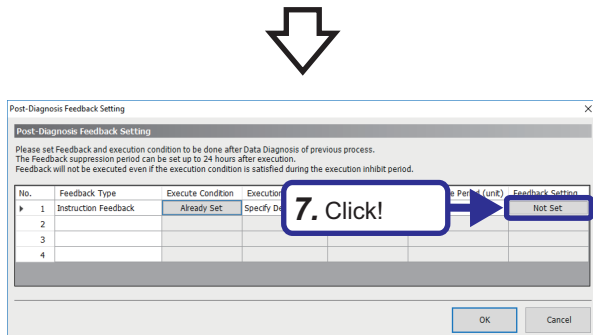 Post-Diagnosis Feedback Setting
Post-Diagnosis Feedback Setting
Please set Feedback and execution condition to be done after Data Diagnosis of previous process.
The Feedback suppression period can be set up to 24 hours after execution.
Feedback will not be executed even if the execution condition is satisfied during the execution inhibit period.
No. Feedback Type Execute Condition Execution Period (unit) Feedback Setting
1 Instruction Feedback Already Set Specify Not Set
7. Click!
2
3
4
OK Cancel